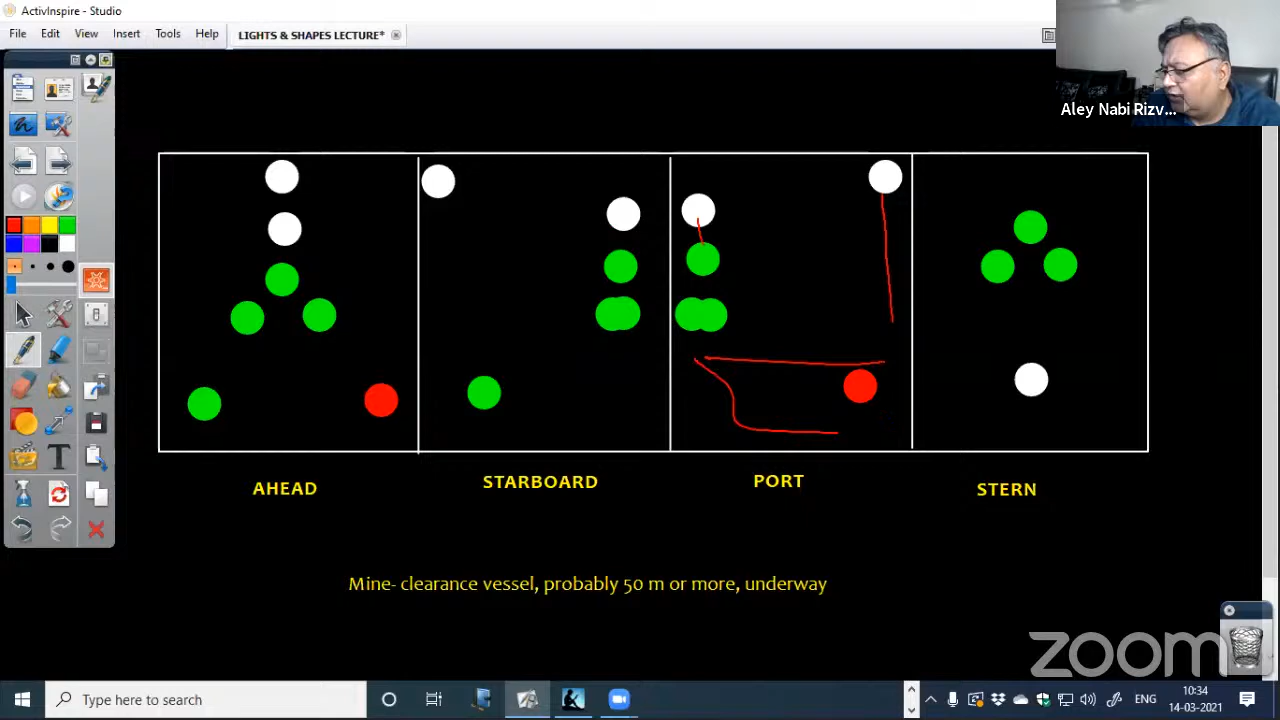 ActivInspire - Studio
File Edit View Insert Tools Help
LIGHTS & SHAPES LECTURE*
Aley Nabi Rizv...
AHEAD
STARBOARD
PORT
STERN
Mine- clearance vessel, probably 50 m or more, underway
zoom
Type here to search
ENG
10:34
14-03-2021